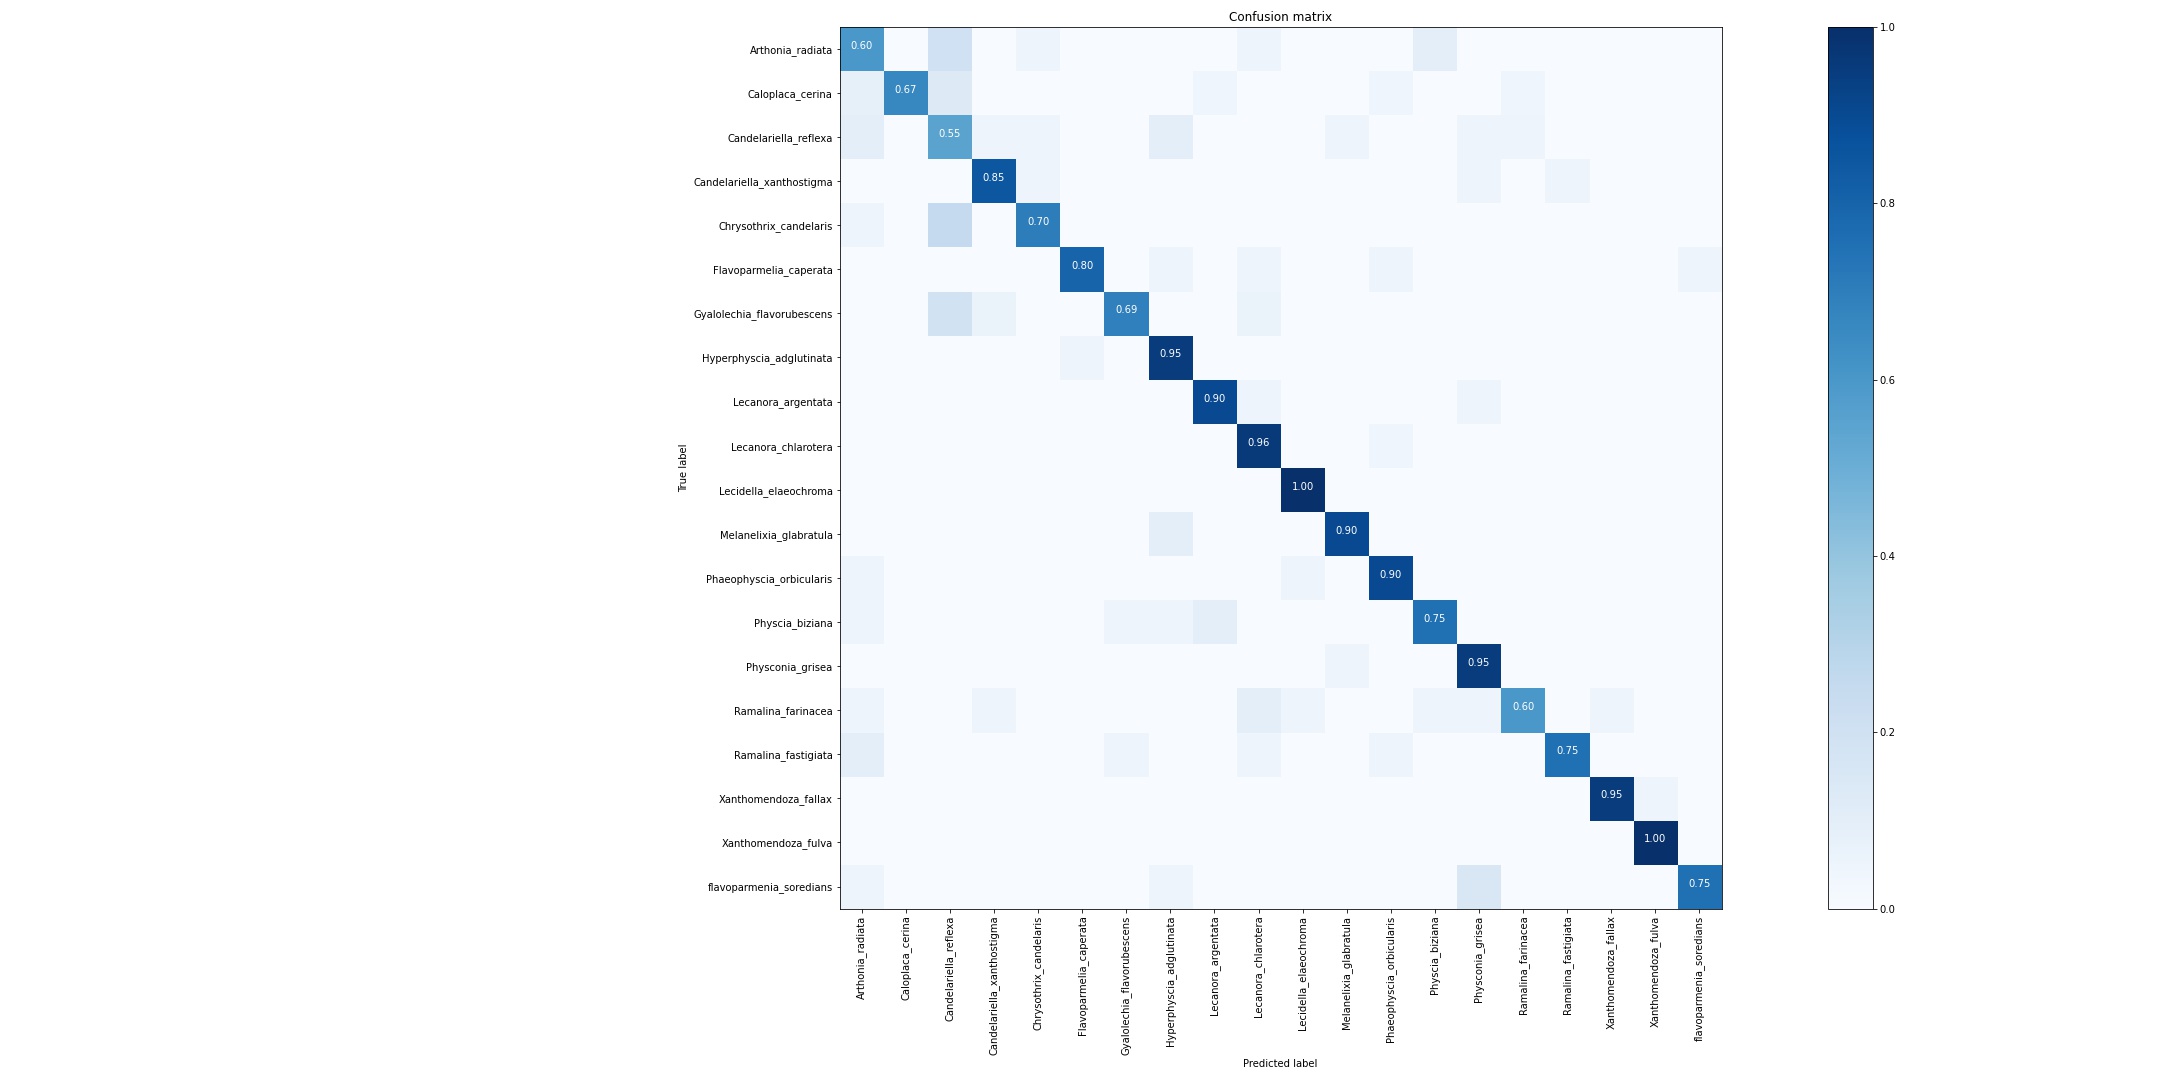 Confusion matrix
Arthonia_radiata
Caloplaca_cerina
Candelariella_reflexa
Candelariella_xanthostigma
Chrysothrix_candelaris
Flavoparmelia_caperata
Gyalolechia_flavorubescens
Hyperphyscia_adglutinata
Lecanora_argentata
Lecanora_chlarotera
Lecidella_elaeochroma
Melanelixia_glabratula
Phaeophyscia_orbicularis
Physcia_biziana
Physconia_grisea
Ramalina_farinacea
Ramalina_fastigiata
Xanthomendoza_fallax
Xanthomendoza_fulva
flavoparmenia_soredians
True label
0.60
0.67
0.55
0.85
0.70
0.80
0.69
0.95
0.90
0.96
1.00
0.90
0.90
0.75
0.95
0.60
0.75
0.95
1.00
0.75
Arthonia_radiata
Caloplaca_cerina
Candelariella_reflexa
Candelariella_xanthostigma
Chrysothrix_candelaris
Flavoparmelia_caperata
Gyalolechia_flavorubescens
Hyperphyscia_adglutinata
Lecanora_argentata
Lecanora_chlarotera
Lecidella_elaeochroma
Melanelixia_glabratula
Phaeophyscia_orbicularis
Physcia_biziana
Physconia_grisea
Ramalina_farinacea
Ramalina_fastigiata
Xanthomendoza_fallax
Xanthomendoza_fulva
flavoparmenia_soredians
Predicted label
1.0
0.8
0.6
0.4
0.2
0.0